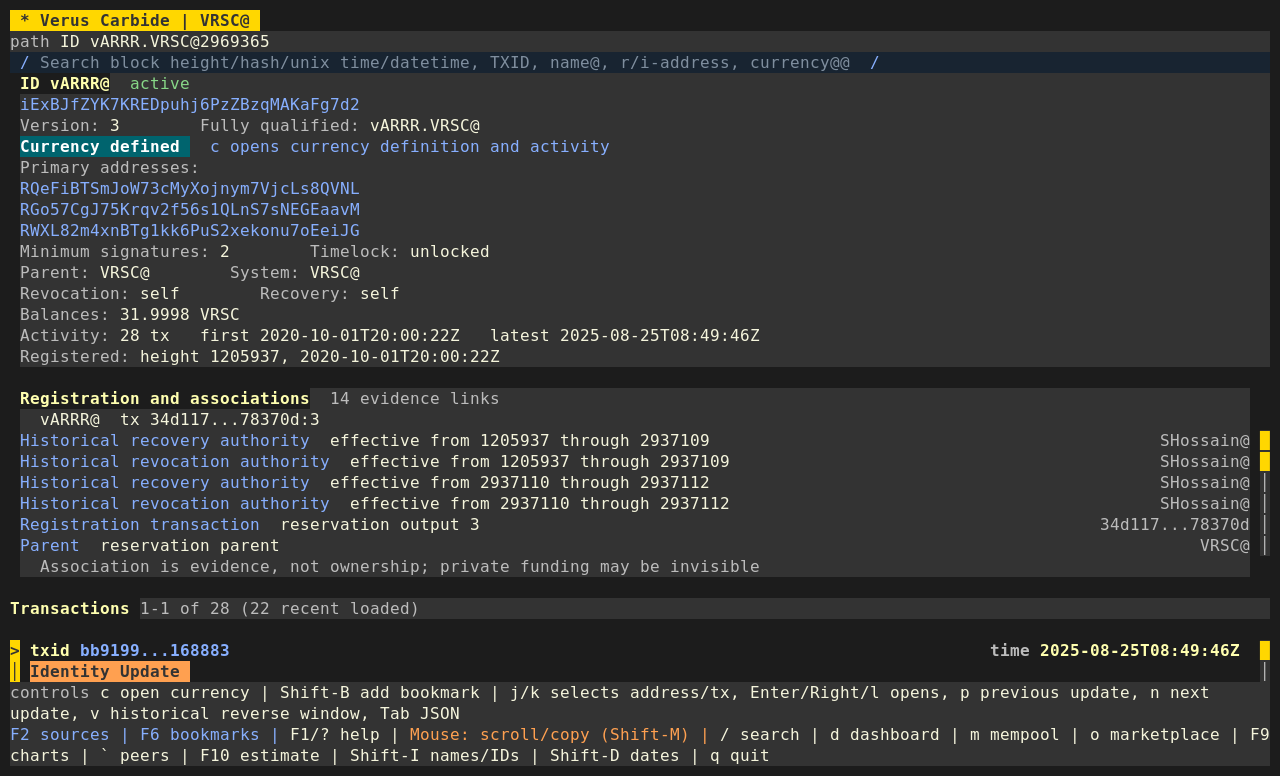 * Verus Carbide | VRSC@
path ID vARRR.VRSC@2969365
/ Search block height/hash/unix time/datetime, TXID, name@, r/i-address, currency@@ /
ID vARRR@ active
iExBJfZYK7KREDpuhj6PzZBzqMAKaFg7d2
Version: 3 Fully qualified: vARRR.VRSC@
Currency defined c opens currency definition and activity
Primary addresses:
RQeFiBTSmJoW73cMyXojnym7VjcLs8QVNL
RGo57CgJ75Krqv2f56s1QLnS7sNEGEaavM
RWXL82m4xnBTg1kk6PuS2xekonu7oEeiJG
Minimum signatures: 2 Timelock: unlocked
Parent: VRSC@ System: VRSC@
Revocation: self Recovery: self
Balances: 31.9998 VRSC
Activity: 28 tx first 2020-10-01T20:00:22Z latest 2025-08-25T08:49:46Z
Registered: height 1205937, 2020-10-01T20:00:22Z
Registration and associations 14 evidence links
vARRR@ tx 34d117...78370d:3
Historical recovery authority effective from 1205937 through 2937109 SHossain@
Historical revocation authority effective from 1205937 through 2937109 SHossain@
Historical recovery authority effective from 2937110 through 2937112 SHossain@
Historical revocation authority effective from 2937110 through 2937112 SHossain@
Registration transaction reservation output 3 34d117...78370d
Parent reservation parent VRSC@
Association is evidence, not ownership; private funding may be invisible
Transactions 1-1 of 28 (22 recent loaded)
> txid bb9199...168883 time 2025-08-25T08:49:46Z
| Identity Update
controls c open currency | Shift-B add bookmark | j/k selects address/tx, Enter/Right/l opens, p previous update, n next
update, v historical reverse window, Tab JSON
F2 sources | F6 bookmarks | F1/? help | Mouse: scroll/copy (Shift-M) | / search | d dashboard | m mempool | o marketplace | F9
charts | ` peers | F10 estimate | Shift-I names/IDs | Shift-D dates | q quit